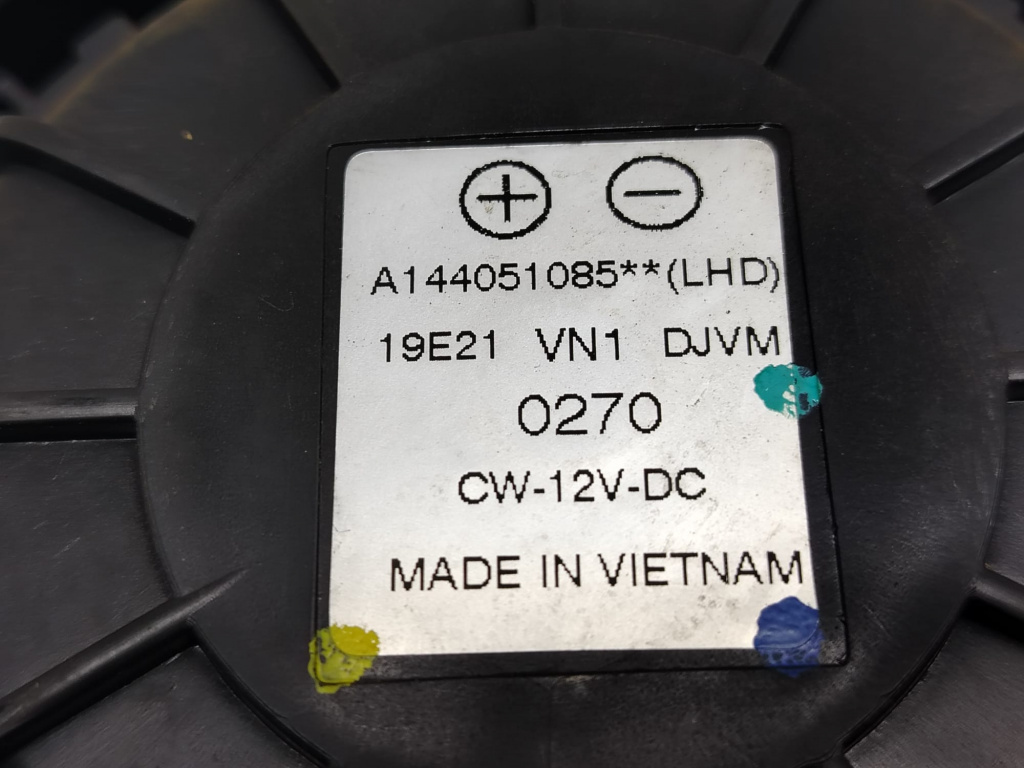 ⊕ ⊖
A144051085**(LHD)
19E21 VN1 DJVM
0270
CW-12V-DC
MADE IN VIETNAM